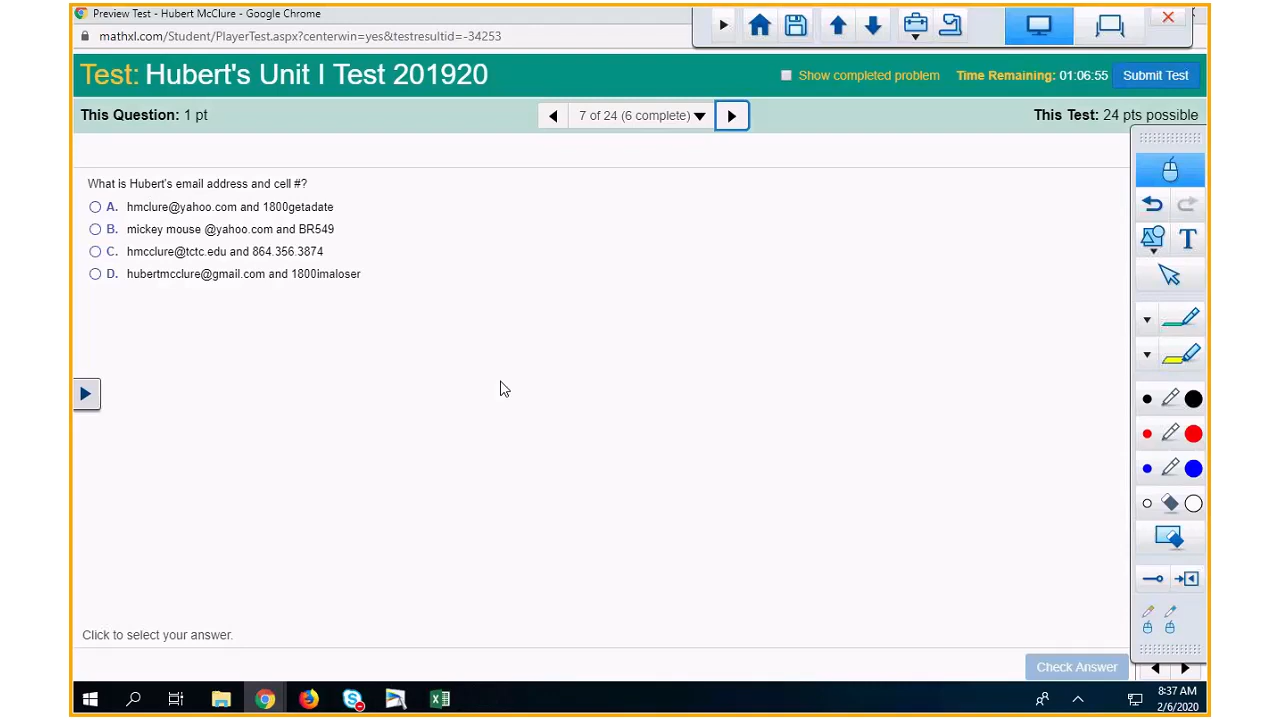 Preview Test - Hubert McClure - Google Chrome
mathxl.com/Student/PlayerTest.aspx?centerwin=yes&testresultid=-34253
Test: Hubert's Unit I Test 201920
Show completed problem
Time Remaining: 01:06:55
Submit Test
This Question: 1 pt
7 of 24 (6 complete)
This Test: 24 pts possible
What is Hubert's email address and cell #?
A. hmclure@yahoo.com and 1800getadate
B. mickey mouse @yahoo.com and BR549
C. hmcclure@tctc.edu and 864.356.3874
D. hubertmcclure@gmail.com and 1800imaloser
T
Click to select your answer.
Check Answer
8:37 AM
2/6/2020